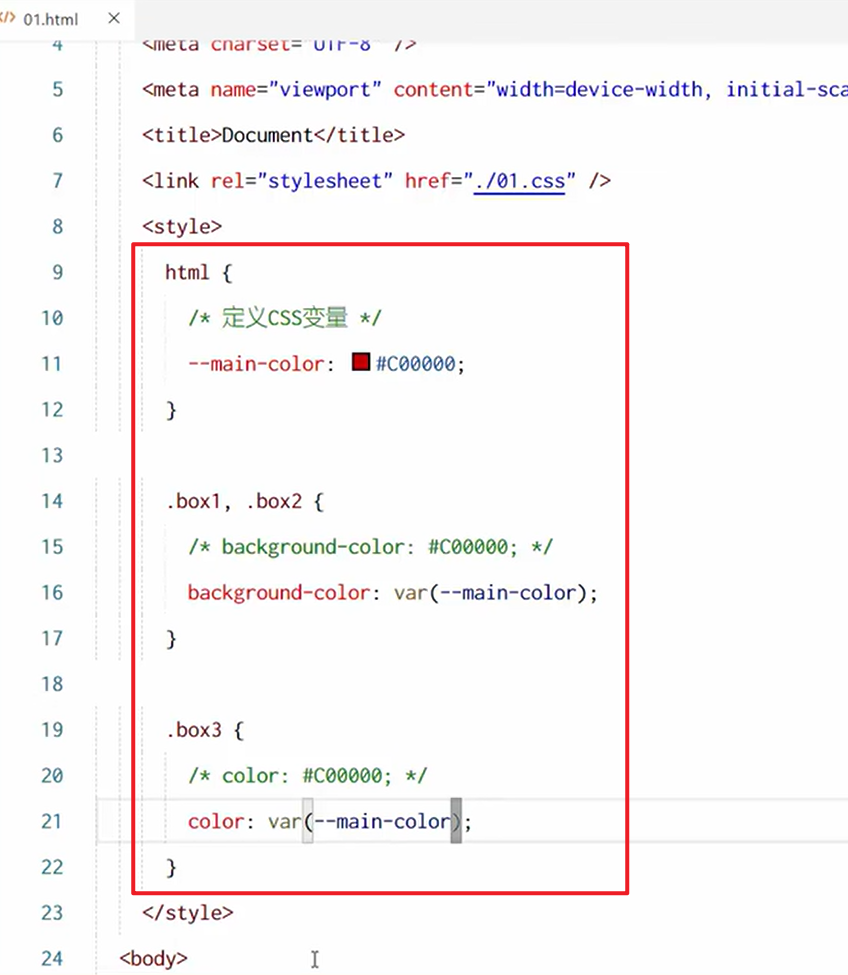 01.html ×
4 <meta charset="UTF-8" />
5 <meta name="viewport" content="width=device-width, initial-sca
6 <title>Document</title>
7 <link rel="stylesheet" href="./01.css" />
8 <style>
9 html {
10 /* 定义CSS变量 */
11 --main-color: #C00000;
12 }
13
14 .box1, .box2 {
15 /* background-color: #C00000; */
16 background-color: var(--main-color);
17 }
18
19 .box3 {
20 /* color: #C00000; */
21 color: var(--main-color);
22 }
23 </style>
24 <body>